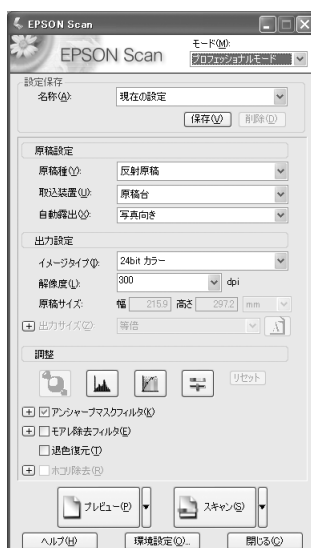 EPSON Scan
EPSON Scan
モード(M):
プロフェッショナルモード
設定保存
名称(A): 現在の設定
保存(V) 削除(D)
原稿設定
原稿種(Y): 反射原稿
取込装置(U): 原稿台
自動露出(X): 写真向き
出力設定
イメージタイプ(I): 24bit カラー
解像度(L): 300 dpi
原稿サイズ: 幅 215.9 高さ 297.2 mm
出力サイズ(Z): 等倍
調整
リセット
アンシャープマスクフィルタ(K)
モアレ除去フィルタ(E)
退色復元(T)
ホコリ除去(R)
プレビュー(P) スキャン(S)
ヘルプ(H) 環境設定(O)... 閉じる(C)